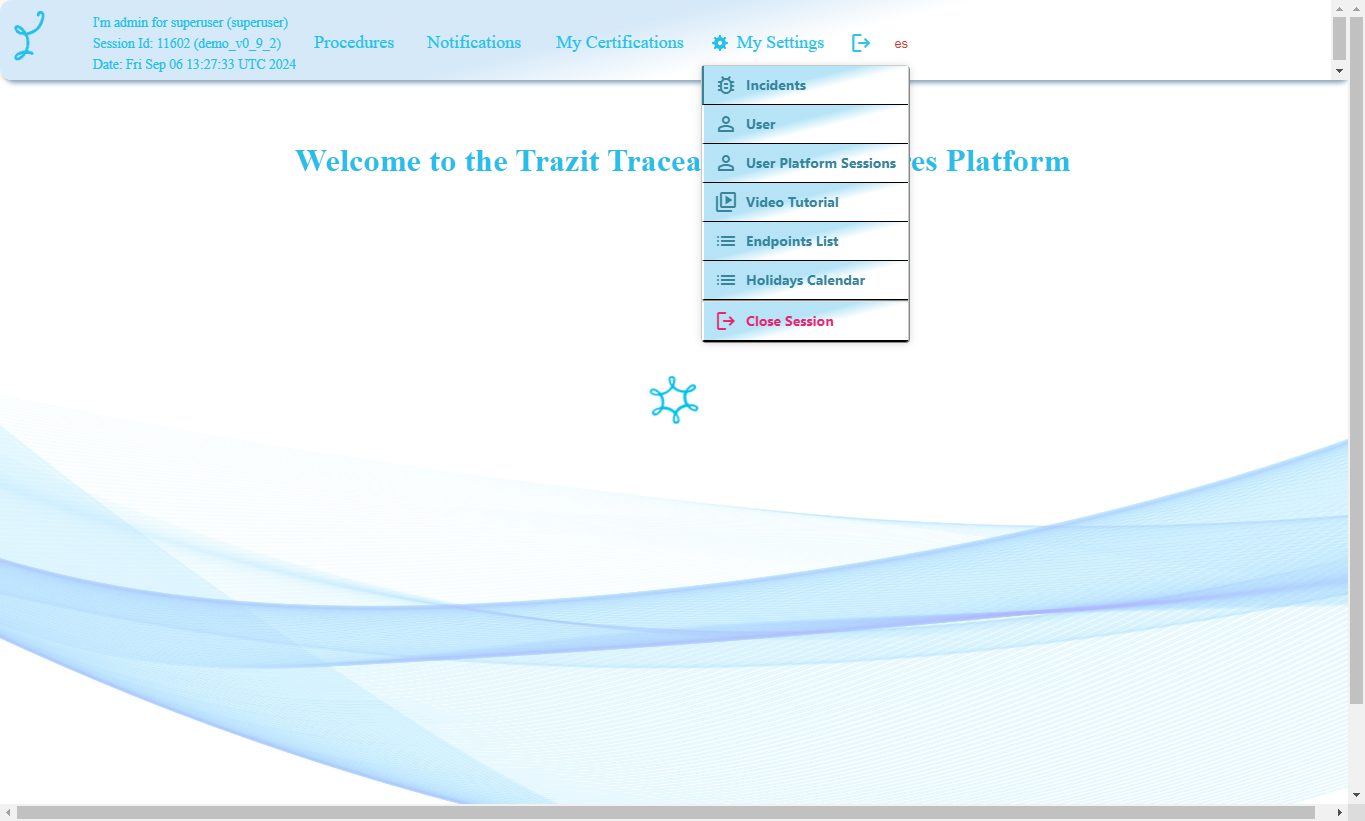 I'm admin for superuser (superuser)
Session Id: 11602 (demo_v0_9_2)
Date: Fri Sep 06 13:27:33 UTC 2024
Procedures
Notifications
My Certifications
My Settings
es
Incidents
User
User Platform Sessions
Video Tutorial
Endpoints List
Holidays Calendar
Close Session
Welcome to the Trazit Tracea res Platform